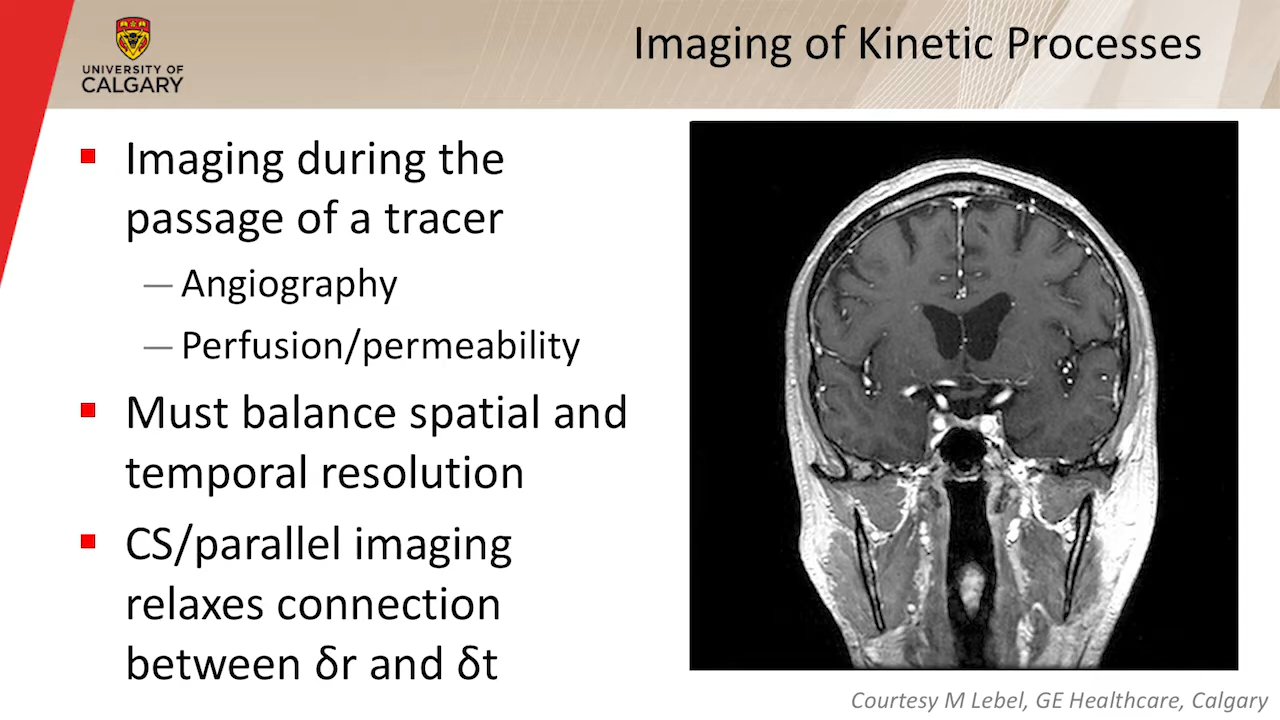 UNIVERSITY OF
CALGARY
Imaging of Kinetic Processes
Imaging during the
passage of a tracer
— Angiography
— Perfusion/permeability
Must balance spatial and
temporal resolution
CS/parallel imaging
relaxes connection
between δr and δt
Courtesy M Lebel, GE Healthcare, Calgary